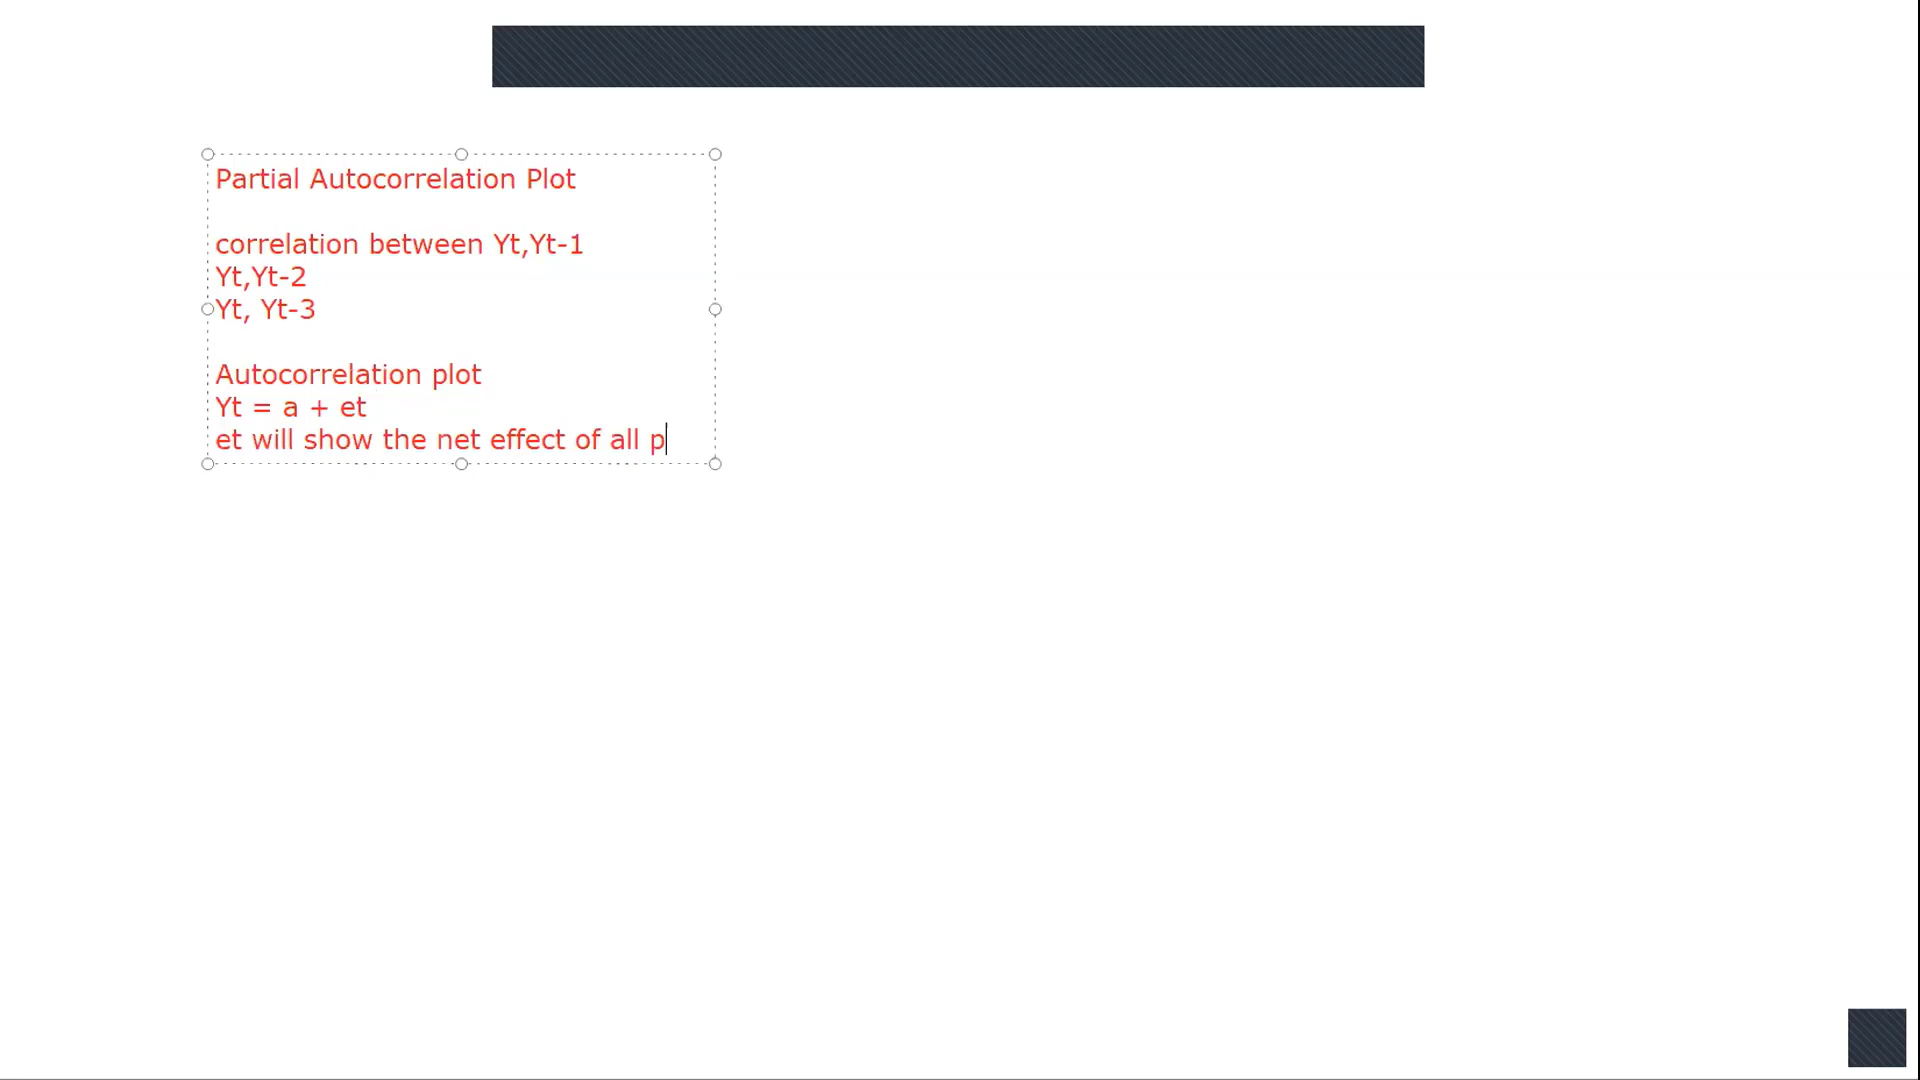 Partial Autocorrelation Plot
correlation between Yt,Yt-1
Yt,Yt-2
Yt, Yt-3
Autocorrelation plot
Yt = a + et
et will show the net effect of all p